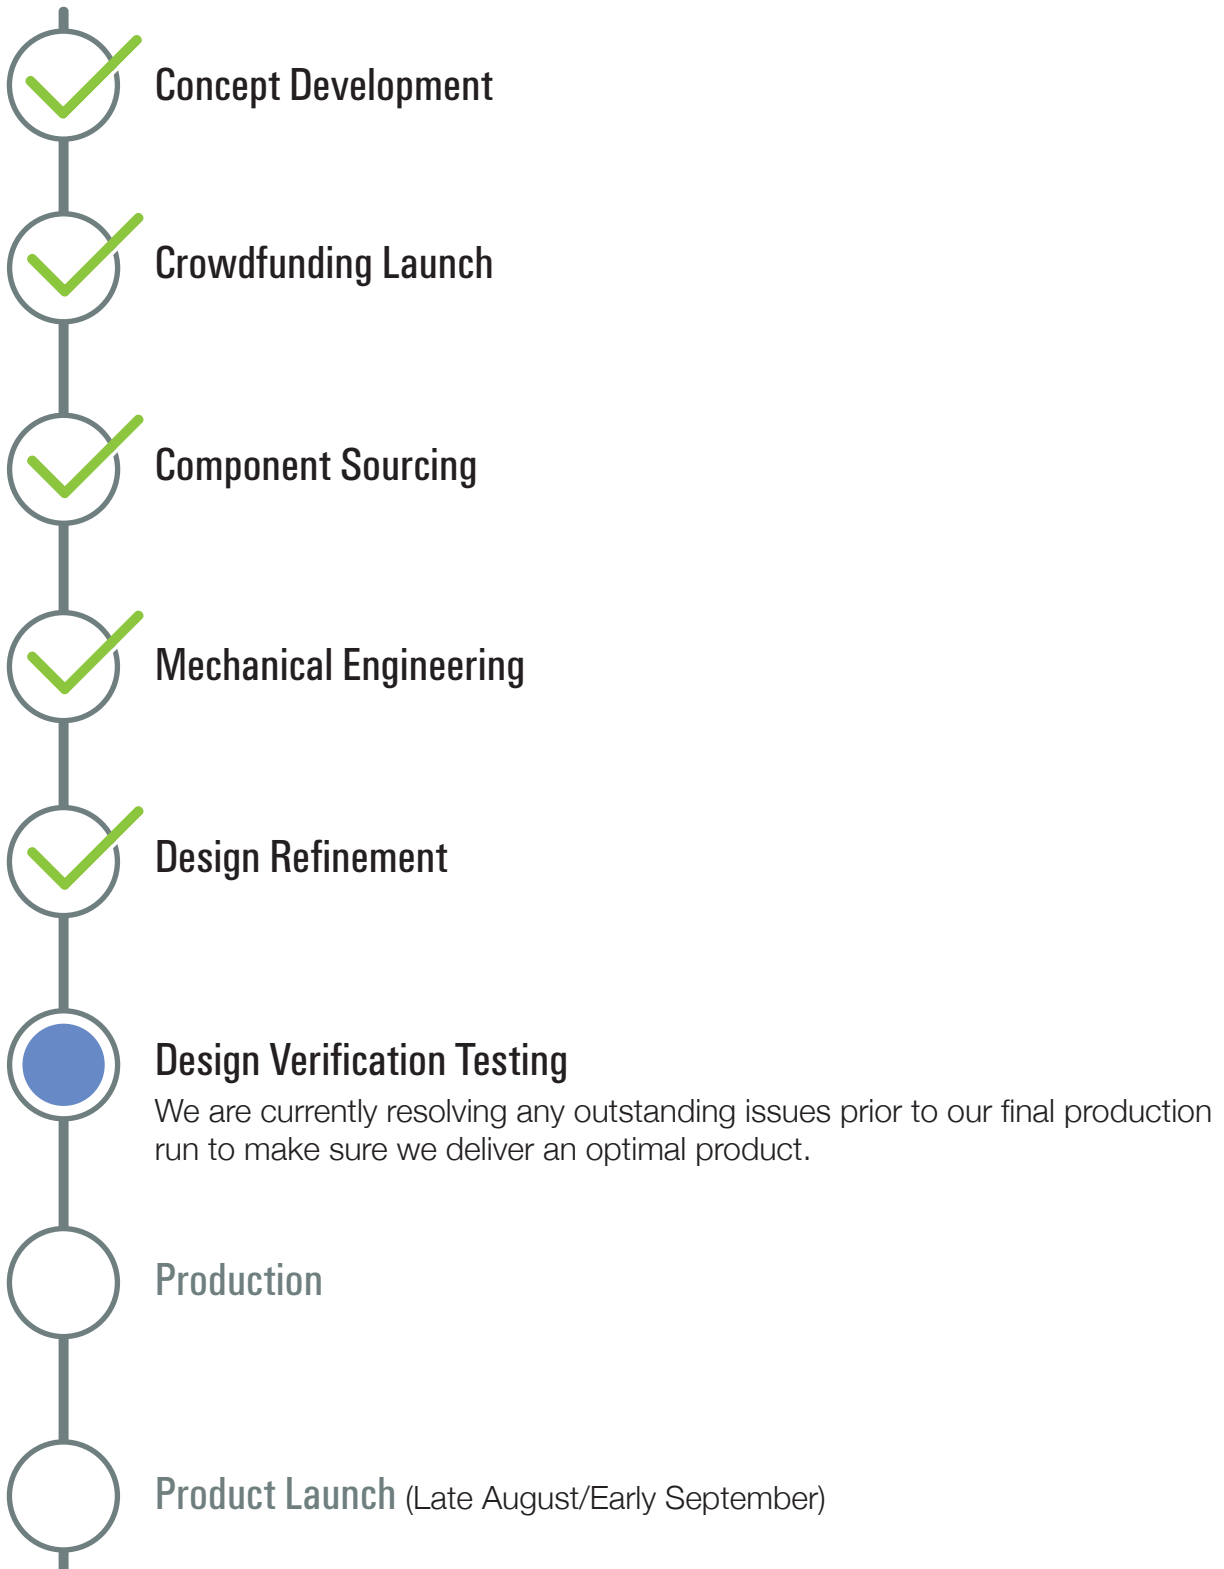 Concept Development
Crowdfunding Launch
Component Sourcing
Mechanical Engineering
Design Refinement
Design Verification Testing
We are currently resolving any outstanding issues prior to our final production
run to make sure we deliver an optimal product.
Production
Product Launch (Late August/Early September)